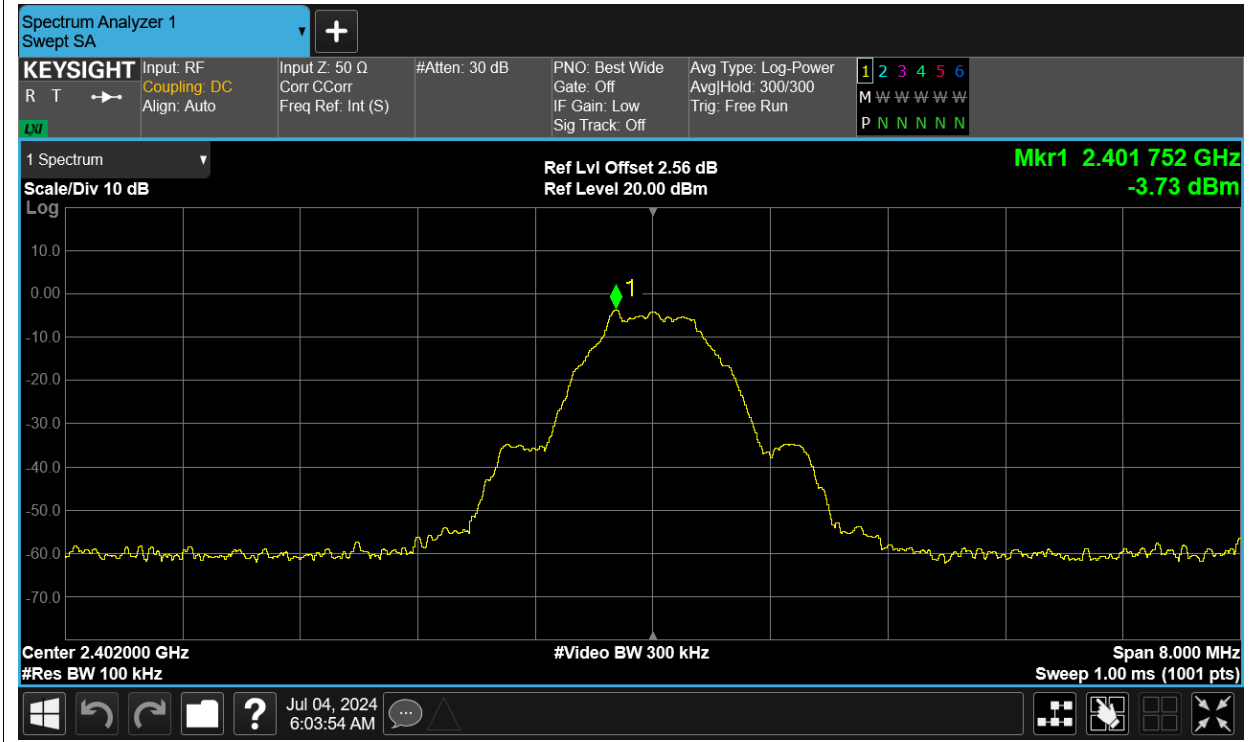 Spectrum Analyzer 1
Swept SA
+
KEYSIGHT Input: RF Input Z: 50 Ω #Atten: 30 dB PNO: Best Wide Avg Type: Log-Power 1 2 3 4 5 6
R T Coupling: DC Corr CCorr Gate: Off Avg|Hold: 300/300 M W W W W W W
Align: Auto Freq Ref: Int (S) IF Gain: Low Trig: Free Run
LXI Sig Track: Off P N N N N N N
1 Spectrum Ref Lvl Offset 2.56 dB Mkr1 2.401 752 GHz
Scale/Div 10 dB Ref Level 20.00 dBm -3.73 dBm
Log
10.0
0.00
1
-10.0
-20.0
-30.0
-40.0
-50.0
-60.0
-70.0
Center 2.402000 GHz #Video BW 300 kHz Span 8.000 MHz
#Res BW 100 kHz Sweep 1.00 ms (1001 pts)
? Jul 04, 2024
6:03:54 AM